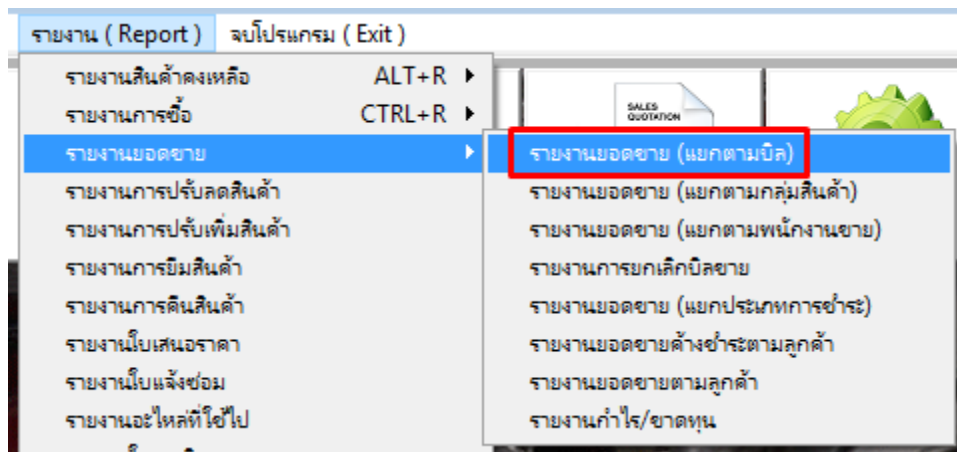 รายงาน ( Report ) จบโปรแกรม ( Exit )
รายงานสินค้าคงเหลือ ALT+R
รายงานการซื้อ CTRL+R
รายงานยอดขาย
รายงานการปรับลดสินค้า
รายงานการปรับเพิ่มสินค้า
รายงานการยืมสินค้า
รายงานการคืนสินค้า
รายงานใบเสนอราคา
รายงานใบแจ้งซ่อม
รายงานอะไหล่ที่ใช้ไป
SALES
QUOTATION
รายงานยอดขาย (แยกตามบิล)
รายงานยอดขาย (แยกตามกลุ่มสินค้า)
รายงานยอดขาย (แยกตามพนักงานขาย)
รายงานการยกเลิกบิลขาย
รายงานยอดขาย (แยกประเภทการชำระ)
รายงานยอดขายค้างชำระตามลูกค้า
รายงานยอดขายตามลูกค้า
รายงานกำไร/ขาดทุน